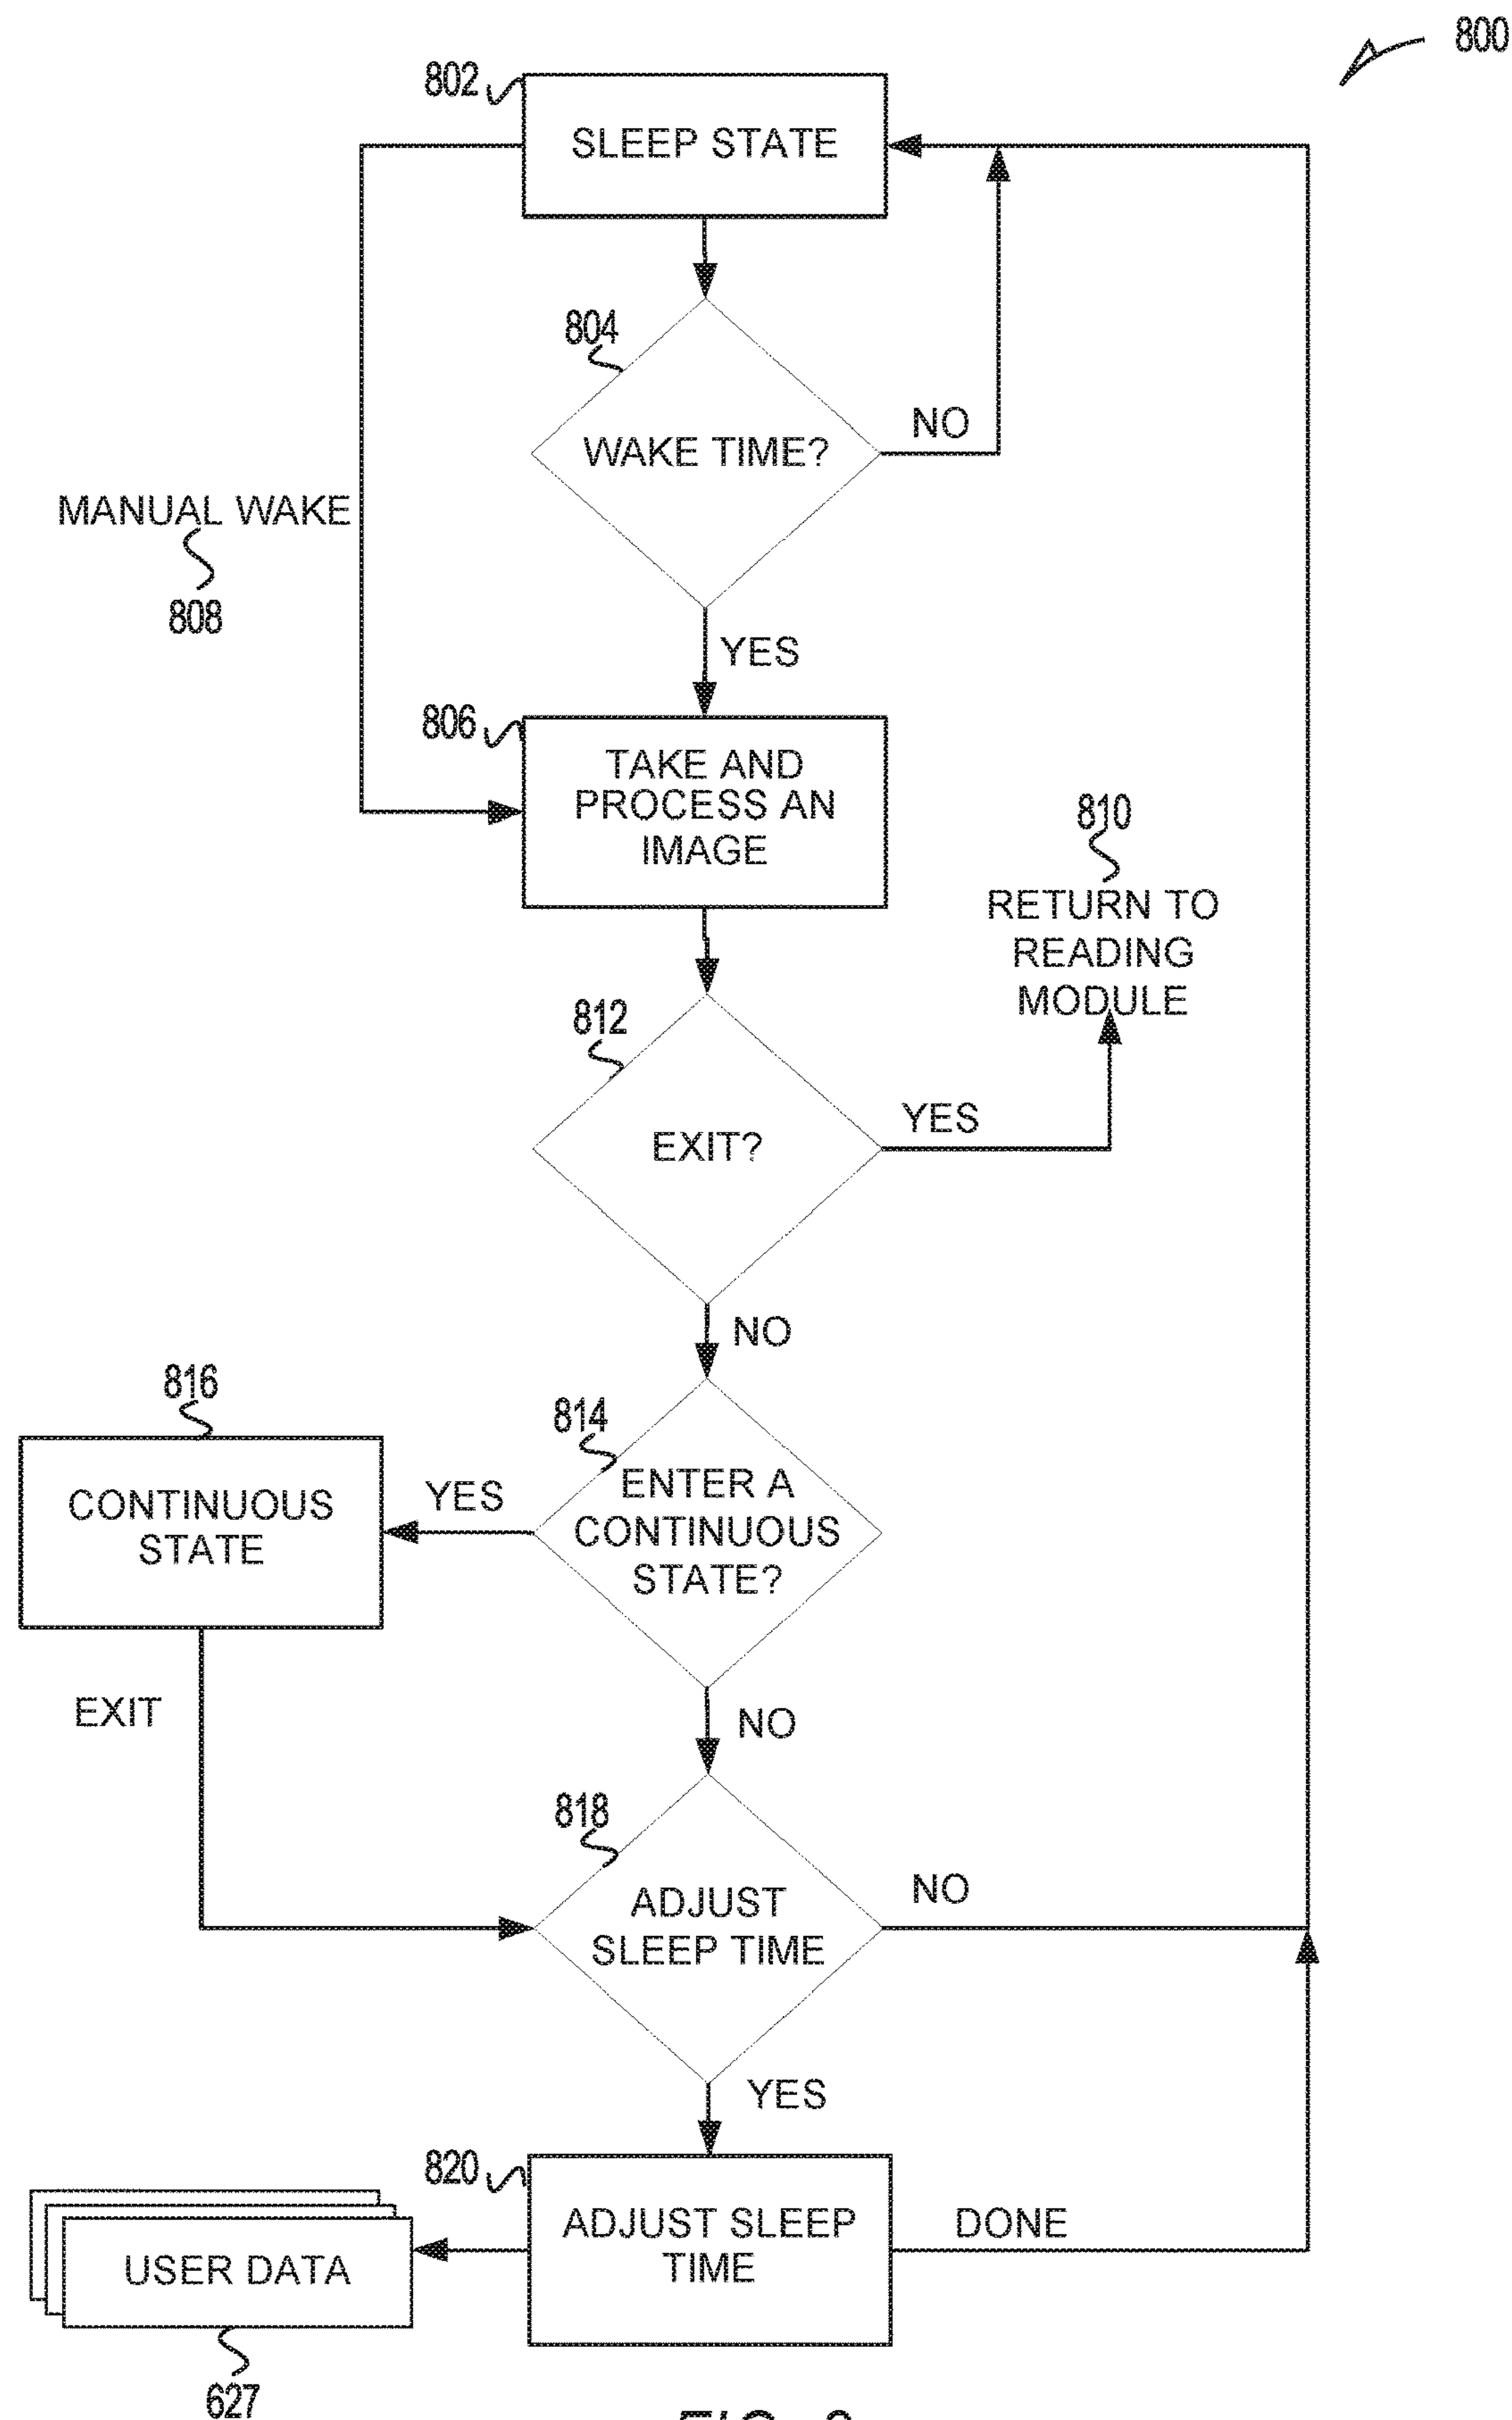 800
802
SLEEP STATE
804
WAKE TIME?
NO
MANUAL WAKE
808
YES
806
TAKE AND
PROCESS AN
IMAGE
810
RETURN TO
READING
MODULE
812
EXIT?
YES
NO
816
CONTINUOUS
STATE
YES
814
ENTER A
CONTINUOUS
STATE?
EXIT
NO
818
ADJUST
SLEEP TIME
NO
YES
820
ADJUST SLEEP
TIME
DONE
USER DATA
627